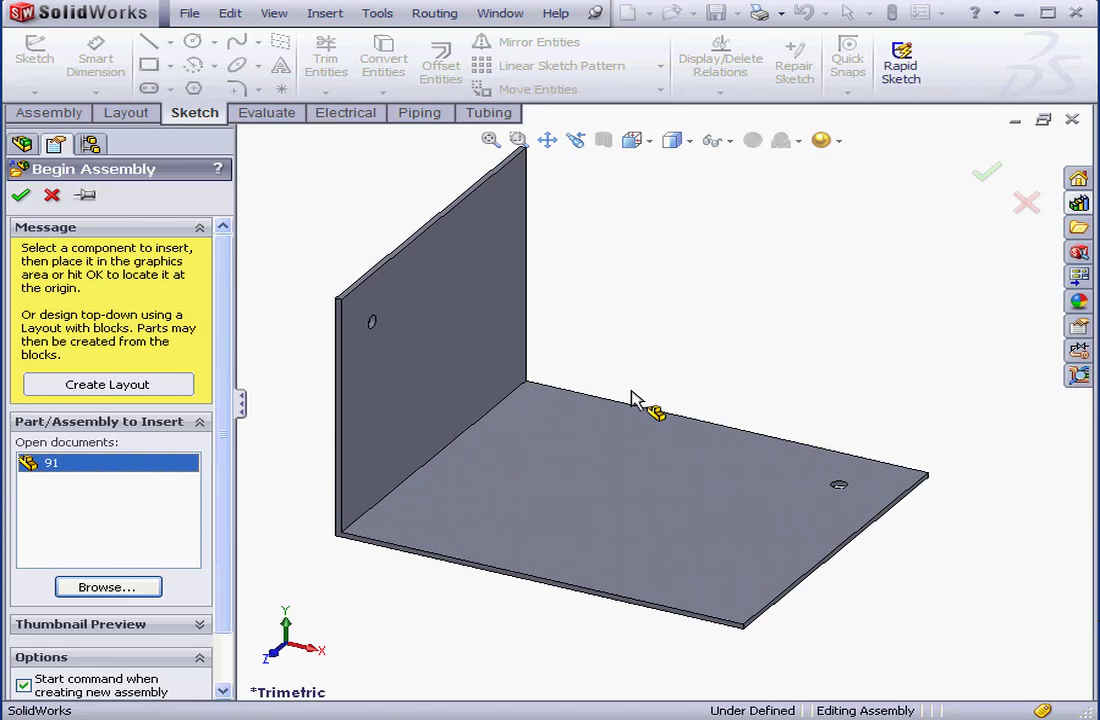 SolidWorks File Edit View Insert Tools Routing Window Help ?
Sketch Smart Dimension Trim Entities Convert Entities Offset Entities Mirror Entities Linear Sketch Pattern Move Entities Display/Delete Relations Repair Sketch Quick Snaps Rapid Sketch
Assembly Layout Sketch Evaluate Electrical Piping Tubing
Begin Assembly ?
Message
Select a component to insert,
then place it in the graphics
area or hit OK to locate it at
the origin.
Or design top-down using a
Layout with blocks. Parts may
then be created from the
blocks.
Create Layout
Part/Assembly to Insert
Open documents:
91
Browse...
Thumbnail Preview
Options
Start command when
creating new assembly
Y
X
Z
*Trimetric
SolidWorks Under Defined Editing Assembly